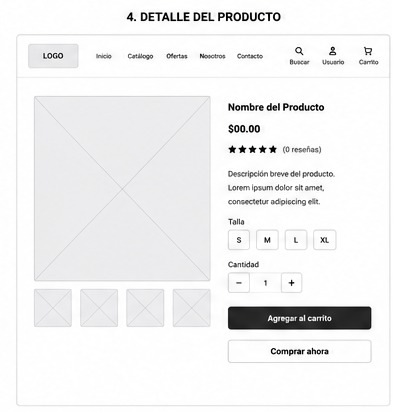 4. DETALLE DEL PRODUCTO
LOGO
Inicio
Catálogo
Ofertas
Nosotros
Contacto
Buscar
Usuario
Carrito
Nombre del Producto
$00.00
(0 reseñas)
Descripción breve del producto.
Lorem ipsum dolor sit amet,
consectetur adipiscing elit.
Talla
S M L XL
Cantidad
− 1 +
Agregar al carrito
Comprar ahora